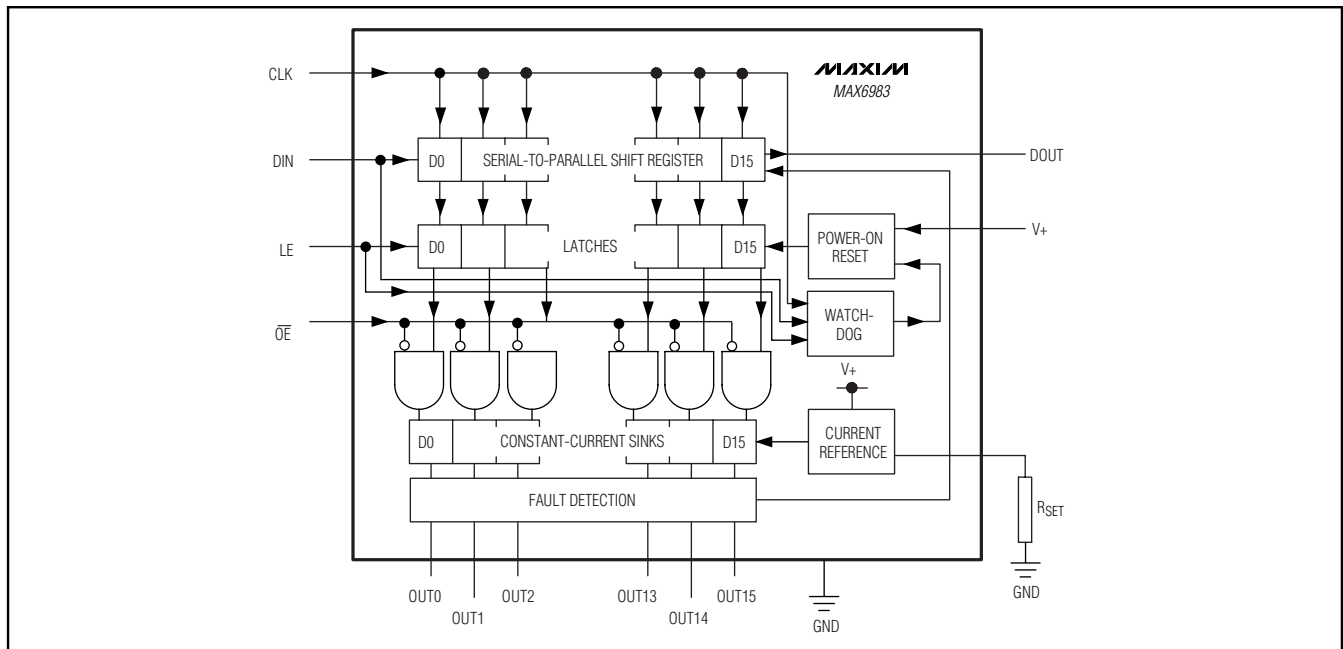 MAXIM
MAX6983
CLK
DIN
D0
SERIAL-TO-PARALLEL SHIFT REGISTER
D15
DOUT
LE
D0
LATCHES
D15
POWER-ON
RESET
V+
OE
WATCH-
DOG
V+
D0
CONSTANT-CURRENT SINKS
D15
CURRENT
REFERENCE
FAULT DETECTION
RSET
GND
OUT0
OUT1
OUT2
OUT13
OUT14
OUT15
GND